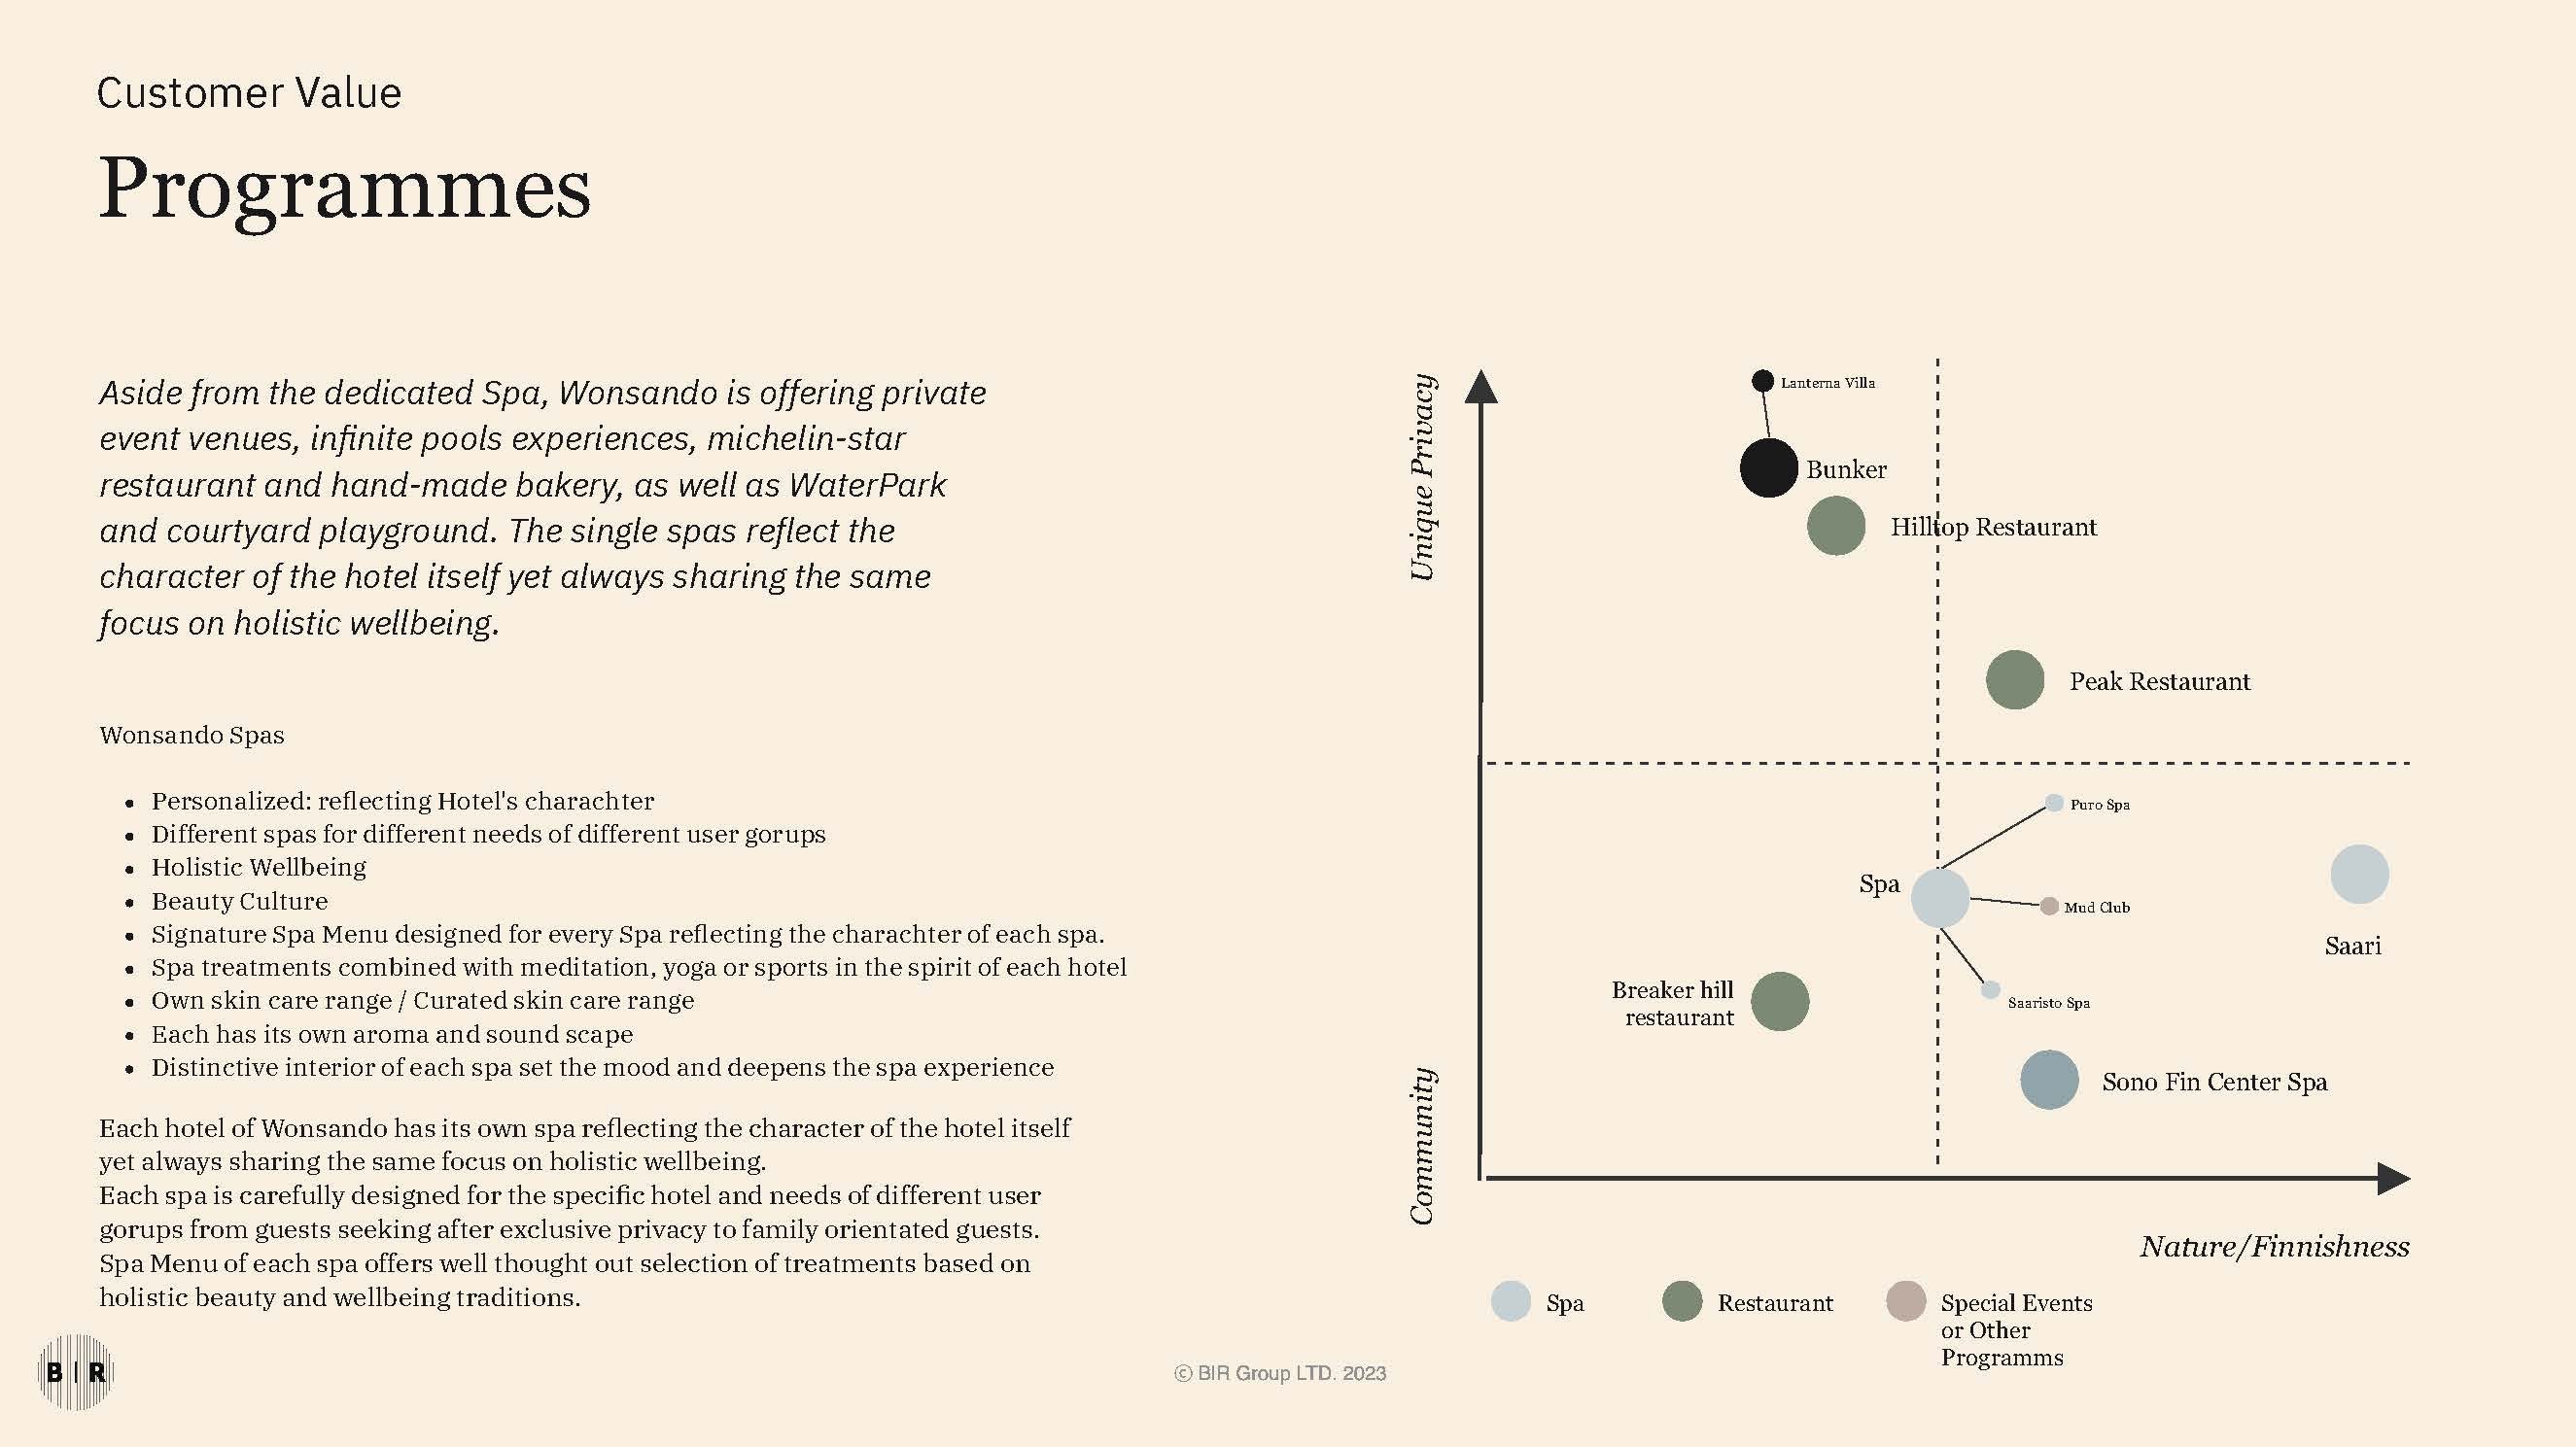 Customer Value
Programmes
Aside from the dedicated Spa, Wonsando is offering private
event venues, infinite pools experiences, michelin-star
restaurant and hand-made bakery, as well as WaterPark
and courtyard playground. The single spas reflect the
character of the hotel itself yet always sharing the same
focus on holistic wellbeing.
Wonsando Spas
• Personalized: reflecting Hotel's charachter
• Different spas for different needs of different user gorups
• Holistic Wellbeing
• Beauty Culture
• Signature Spa Menu designed for every Spa reflecting the charachter of each spa.
• Spa treatments combined with meditation, yoga or sports in the spirit of each hotel
• Own skin care range / Curated skin care range
• Each has its own aroma and sound scape
• Distinctive interior of each spa set the mood and deepens the spa experience
Each hotel of Wonsando has its own spa reflecting the character of the hotel itself
yet always sharing the same focus on holistic wellbeing.
Each spa is carefully designed for the specific hotel and needs of different user
gorups from guests seeking after exclusive privacy to family orientated guests.
Spa Menu of each spa offers well thought out selection of treatments based on
holistic beauty and wellbeing traditions.
Unique Privacy
Community
Lanterna Villa
Bunker
Hilltop Restaurant
Peak Restaurant
Puro Spa
Spa
Mud Club
Saari
Breaker hill
restaurant
Saaristo Spa
Sono Fin Center Spa
Nature/Finnishness
Spa
Restaurant
Special Events
or Other
Programms
B | R
© BIR Group LTD. 2023